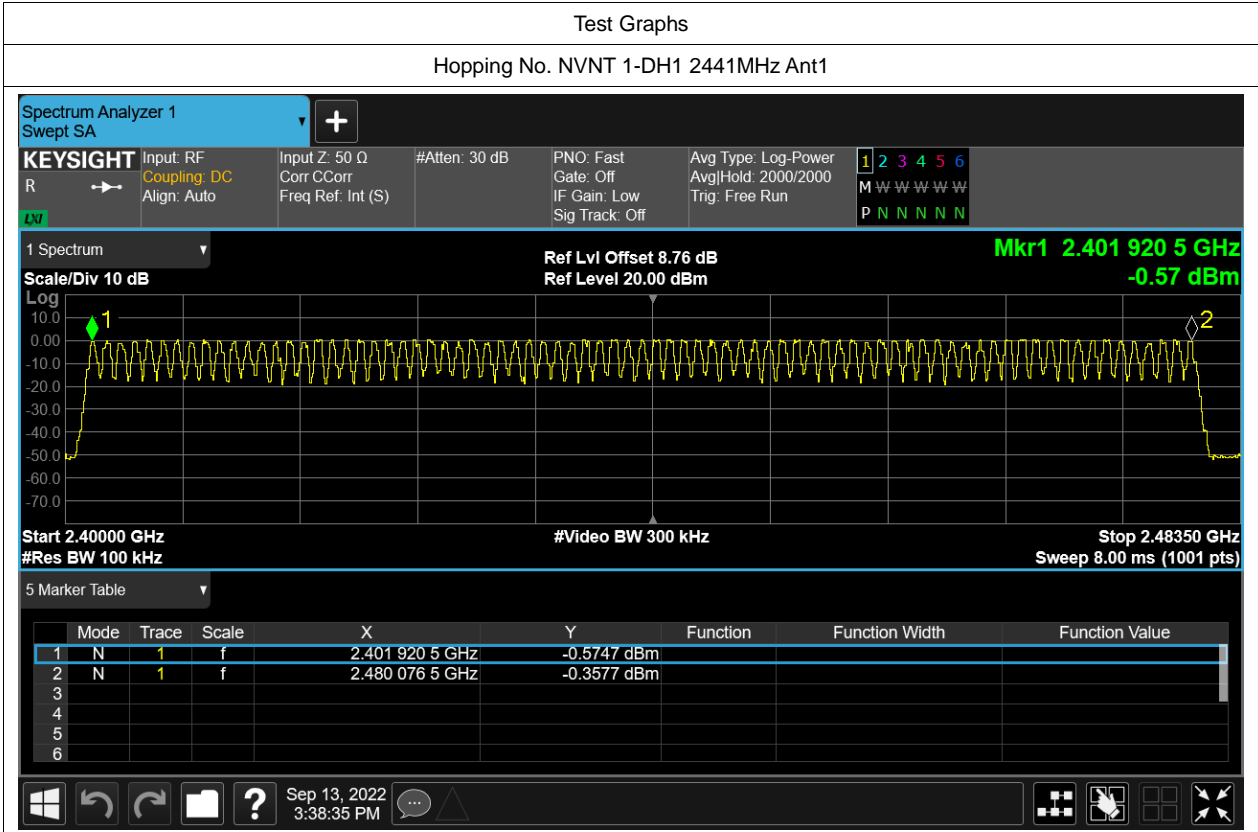 Test Graphs
Hopping No. NVNT 1-DH1 2441MHz Ant1
Spectrum Analyzer 1
Swept SA
KEYSIGHT
R
LXI
Input: RF
Coupling: DC
Align: Auto
Input Z: 50 Ω
Corr CCorr
Freq Ref: Int (S)
#Atten: 30 dB
PNO: Fast
Gate: Off
IF Gain: Low
Sig Track: Off
Avg Type: Log-Power
Avg|Hold: 2000/2000
Trig: Free Run
1 2 3 4 5 6
M W W W W W
P N N N N N
1 Spectrum
Scale/Div 10 dB
Ref Lvl Offset 8.76 dB
Ref Level 20.00 dBm
Mkr1 2.401 920 5 GHz
-0.57 dBm
Log
10.0
0.00
-10.0
-20.0
-30.0
-40.0
-50.0
-60.0
-70.0
1
2
Start 2.40000 GHz
#Res BW 100 kHz
#Video BW 300 kHz
Stop 2.48350 GHz
Sweep 8.00 ms (1001 pts)
5 Marker Table
Mode Trace Scale X Y Function Function Width Function Value
1 N 1 f 2.401 920 5 GHz -0.5747 dBm
2 N 1 f 2.480 076 5 GHz -0.3577 dBm
3
4
5
6
?
Sep 13, 2022
3:38:35 PM